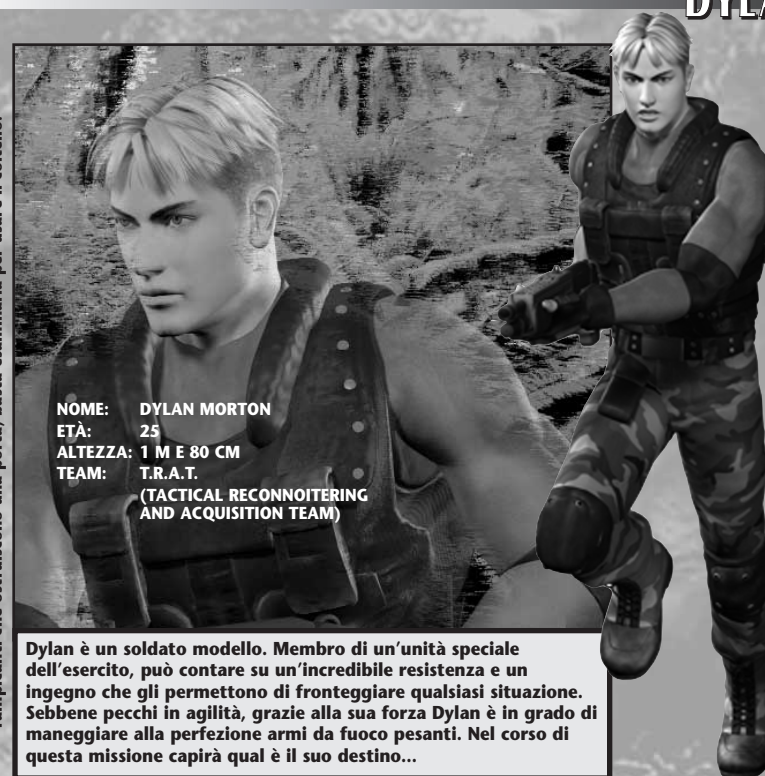 DYLA
NOME: DYLAN MORTON
ETÀ: 25
ALTEZZA: 1 M E 80 CM
TEAM: T.R.A.T.
(TACTICAL RECONNOITERING
AND ACQUISITION TEAM)
Dylan è un soldato modello. Membro di un'unità speciale
dell'esercito, può contare su un'incredibile resistenza e un
ingegno che gli permettono di fronteggiare qualsiasi situazione.
Sebbene pecchi in agilità, grazie alla sua forza Dylan è in grado di
maneggiare alla perfezione armi da fuoco pesanti. Nel corso di
questa missione capirà qual è il suo destino...